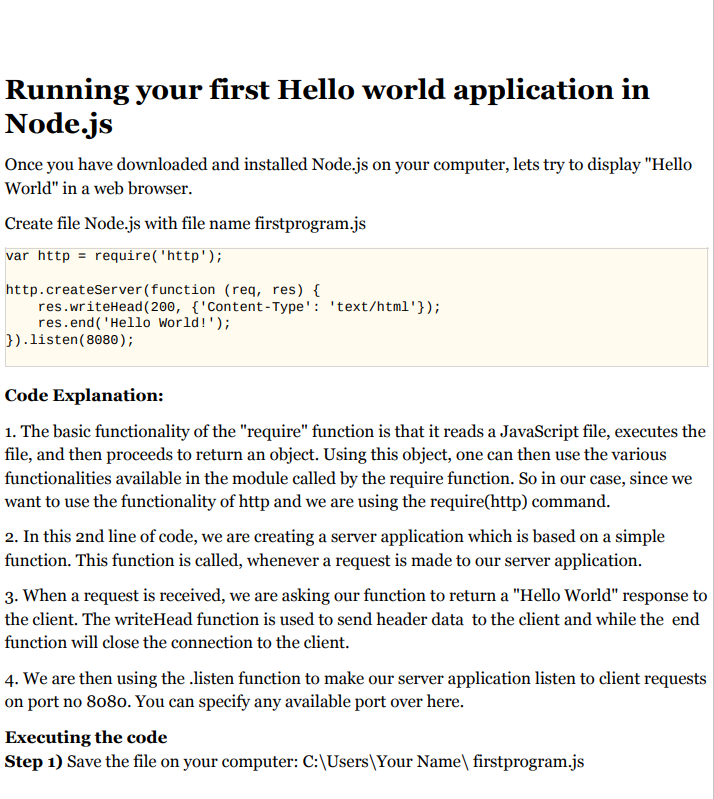 Running your first Hello world application in
Node.js
Once you have downloaded and installed Node.js on your computer, lets try to display "Hello
World" in a web browser.
Create file Node.js with file name firstprogram.js
var http = require('http');
http.createServer(function (req, res) {
    res.writeHead(200, {'Content-Type': 'text/html'});
    res.end('Hello World!');
}).listen(8080);
Code Explanation:
1. The basic functionality of the "require" function is that it reads a JavaScript file, executes the
file, and then proceeds to return an object. Using this object, one can then use the various
functionalities available in the module called by the require function. So in our case, since we
want to use the functionality of http and we are using the require(http) command.
2. In this 2nd line of code, we are creating a server application which is based on a simple
function. This function is called, whenever a request is made to our server application.
3. When a request is received, we are asking our function to return a "Hello World" response to
the client. The writeHead function is used to send header data  to the client and while the  end
function will close the connection to the client.
4. We are then using the .listen function to make our server application listen to client requests
on port no 8080. You can specify any available port over here.
Executing the code
Step 1) Save the file on your computer: C:\Users\Your Name\ firstprogram.js